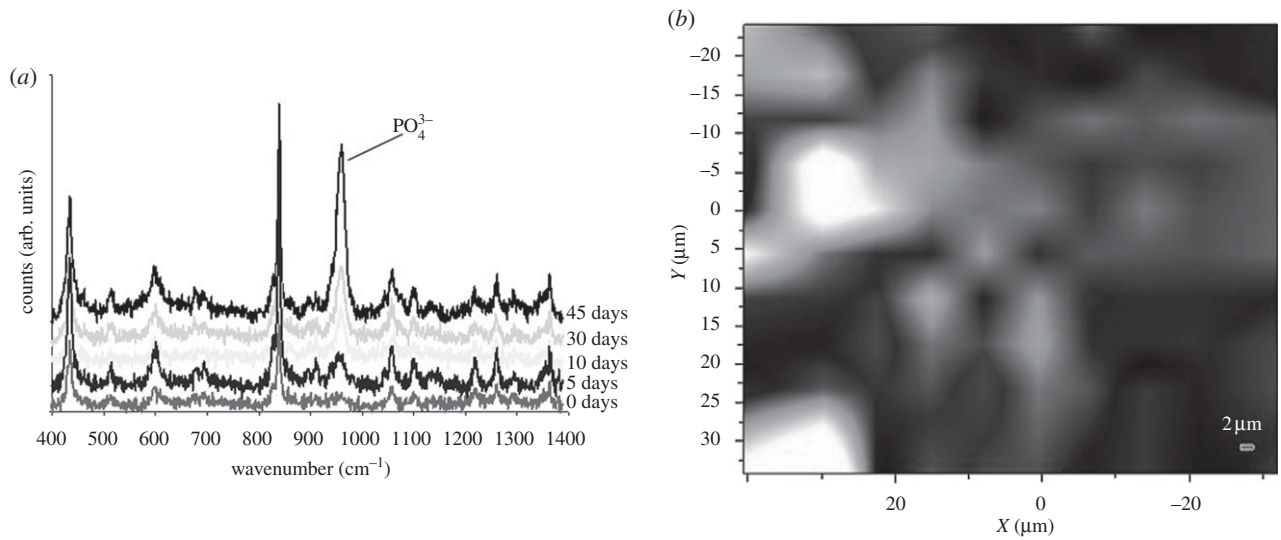 (a)
counts (arb. units)
PO₄³⁻
45 days
30 days
10 days
5 days
0 days
400 500 600 700 800 900 1000 1100 1200 1300 1400
wavenumber (cm⁻¹)
(b)
Y (µm)
−20
−15
−10
−5
0
5
10
15
20
25
30
2 µm
20 0 −20
X (µm)